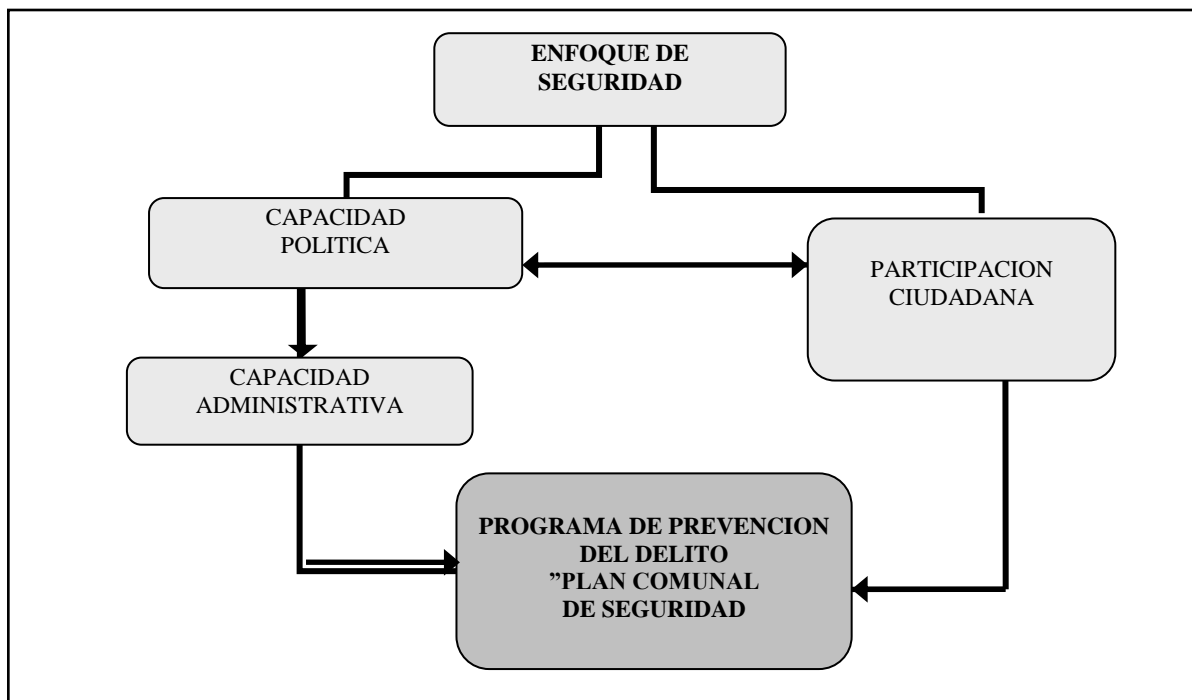 ENFOQUE DE
SEGURIDAD
CAPACIDAD
POLITICA
PARTICIPACION
CIUDADANA
CAPACIDAD
ADMINISTRATIVA
PROGRAMA DE PREVENCION
DEL DELITO
”PLAN COMUNAL
DE SEGURIDAD